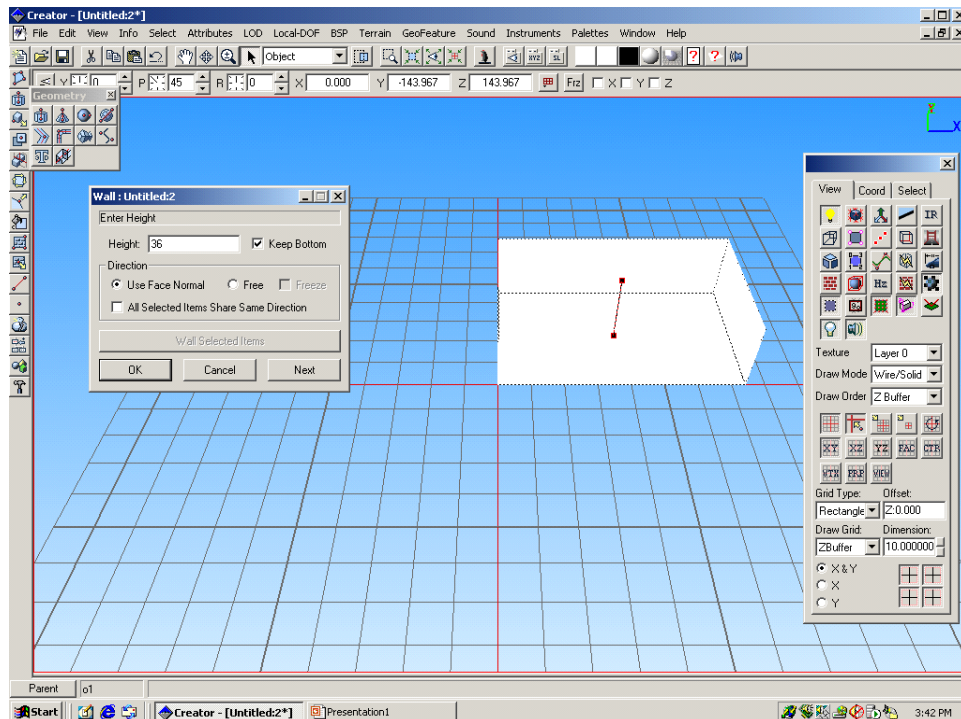 Creator - [Untitled:2*]
File Edit View Info Select Attributes LOD Local-DOF BSP Terrain GeoFeature Sound Instruments Palettes Window Help
Object
XYZ SL ? ?
Y 0 P 45 R 0 X 0.000 Y -143.967 Z 143.967 Frz X Y Z
Geometry
Y
X
Wall : Untitled:2
Enter Height
Height: 36 Keep Bottom
Direction
Use Face Normal Free Freeze
All Selected Items Share Same Direction
Wall Selected Items
OK Cancel Next
View Coord Select
IR
Hz
Texture Layer 0
Draw Mode Wire/Solid
Draw Order Z Buffer
XY XZ YZ FAC CTR
VTX PRP VIEW
Grid Type: Offset:
Rectangle Z:0.000
Draw Grid: Dimension:
ZBuffer 10.000000
X & Y
X
Y
Parent o1
Start Creator - [Untitled:2*] Presentation1 3:42 PM